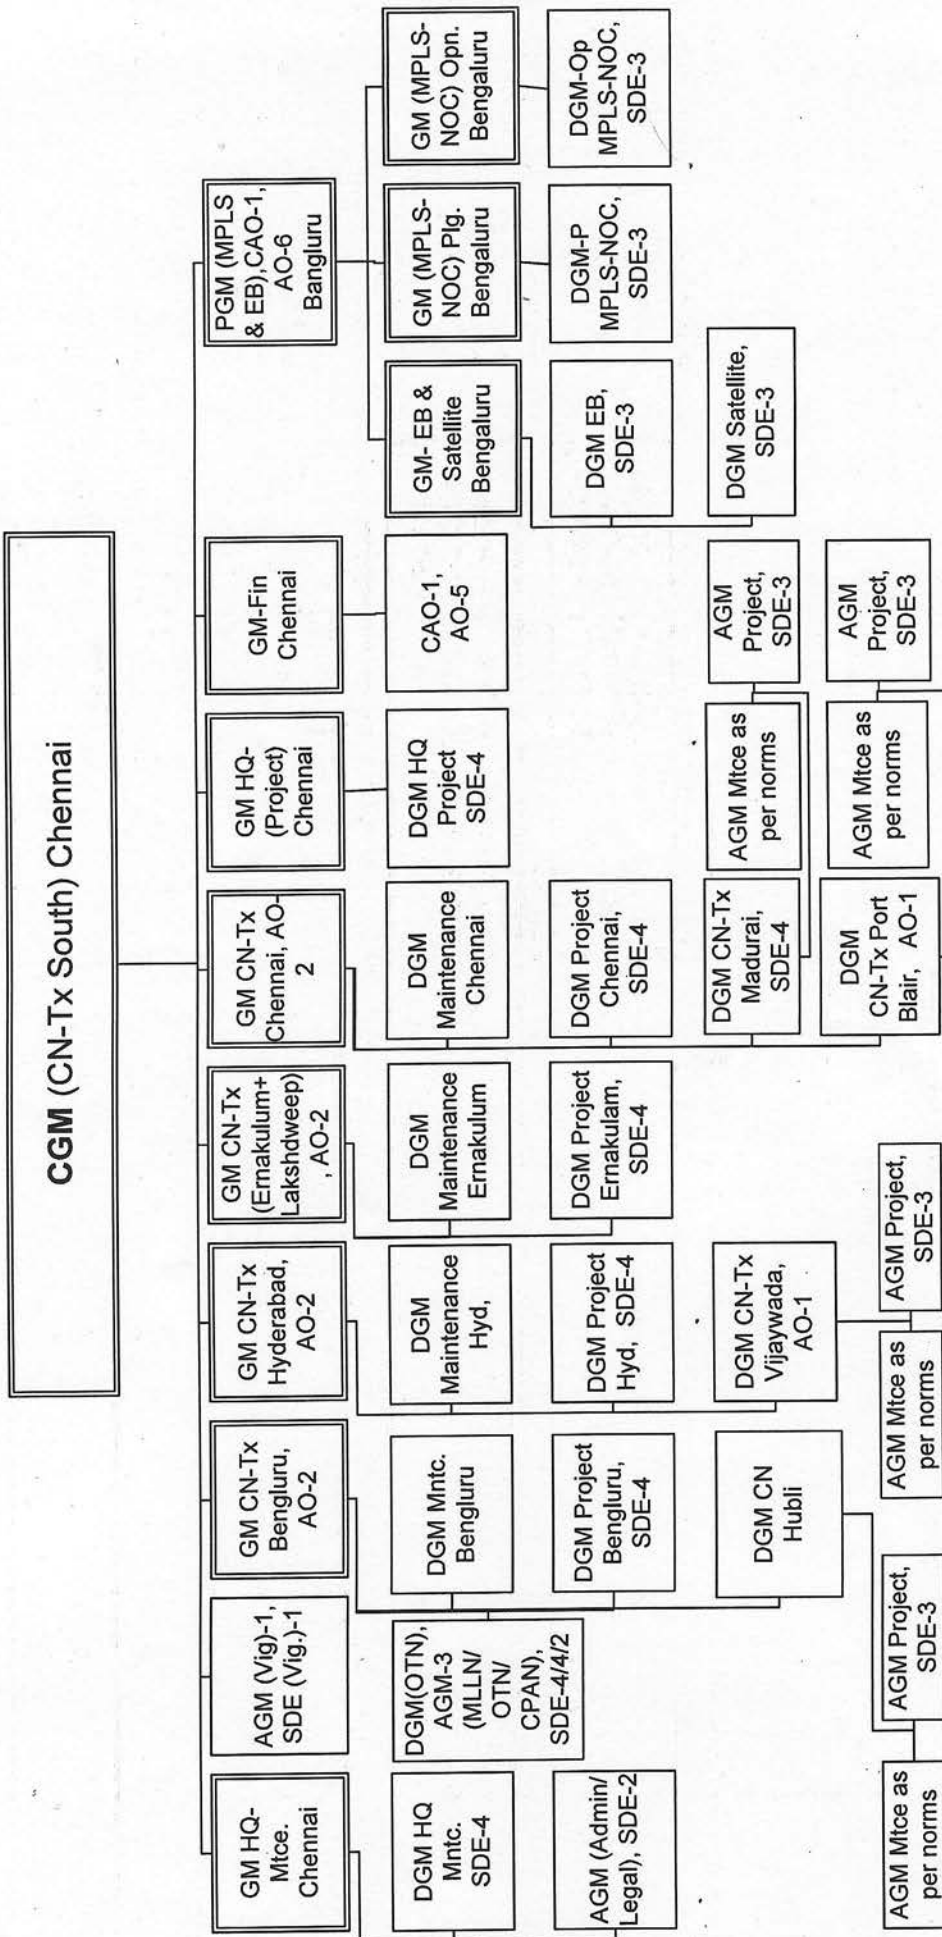 CGM (CN-Tx South) Chennai
GM HQ-
Mtce.
Chennai
AGM (Vig)-1,
SDE (Vig.)-1
GM CN-Tx
Bengluru,
AO-2
GM CN-Tx
Hyderabad,
AO-2
GM CN-Tx
(Ernakulum+
Lakshdweep)
, AO-2
GM CN-Tx
Chennai, AO-
2
GM HQ-
(Project)
Chennai
GM-Fin
Chennai
PGM (MPLS
& EB),CAO-1,
AO-6
Bangluru
DGM HQ
Mntc.
SDE-4
AGM (Admin/
Legal), SDE-2
DGM(OTN),
AGM-3
(MLLN/
OTN/
CPAN),
SDE-4/4/2
DGM Mntc.
Bengluru
DGM Project
Bengluru,
SDE-4
DGM CN
Hubli
AGM Mtce as
per norms
AGM Project,
SDE-3
DGM
Maintenance
Hyd,
DGM Project
Hyd, SDE-4
DGM CN-Tx
Vijaywada,
AO-1
AGM Mtce as
per norms
AGM Project,
SDE-3
DGM
Maintenance
Ernakulum
DGM Project
Ernakulam,
SDE-4
DGM
Maintenance
Chennai
DGM Project
Chennai,
SDE-4
DGM CN-Tx
Madurai,
SDE-4
AGM Mtce as
per norms
AGM
Project,
SDE-3
DGM
CN-Tx Port
Blair, AO-1
AGM Mtce as
per norms
AGM
Project,
SDE-3
DGM HQ
Project
SDE-4
CAO-1,
AO-5
GM- EB &
Satellite
Bengaluru
GM (MPLS-
NOC) Plg.
Bengaluru
GM (MPLS-
NOC) Opn.
Bengaluru
DGM EB,
SDE-3
DGM Satellite,
SDE-3
DGM-P
MPLS-NOC,
SDE-3
DGM-Op
MPLS-NOC,
SDE-3